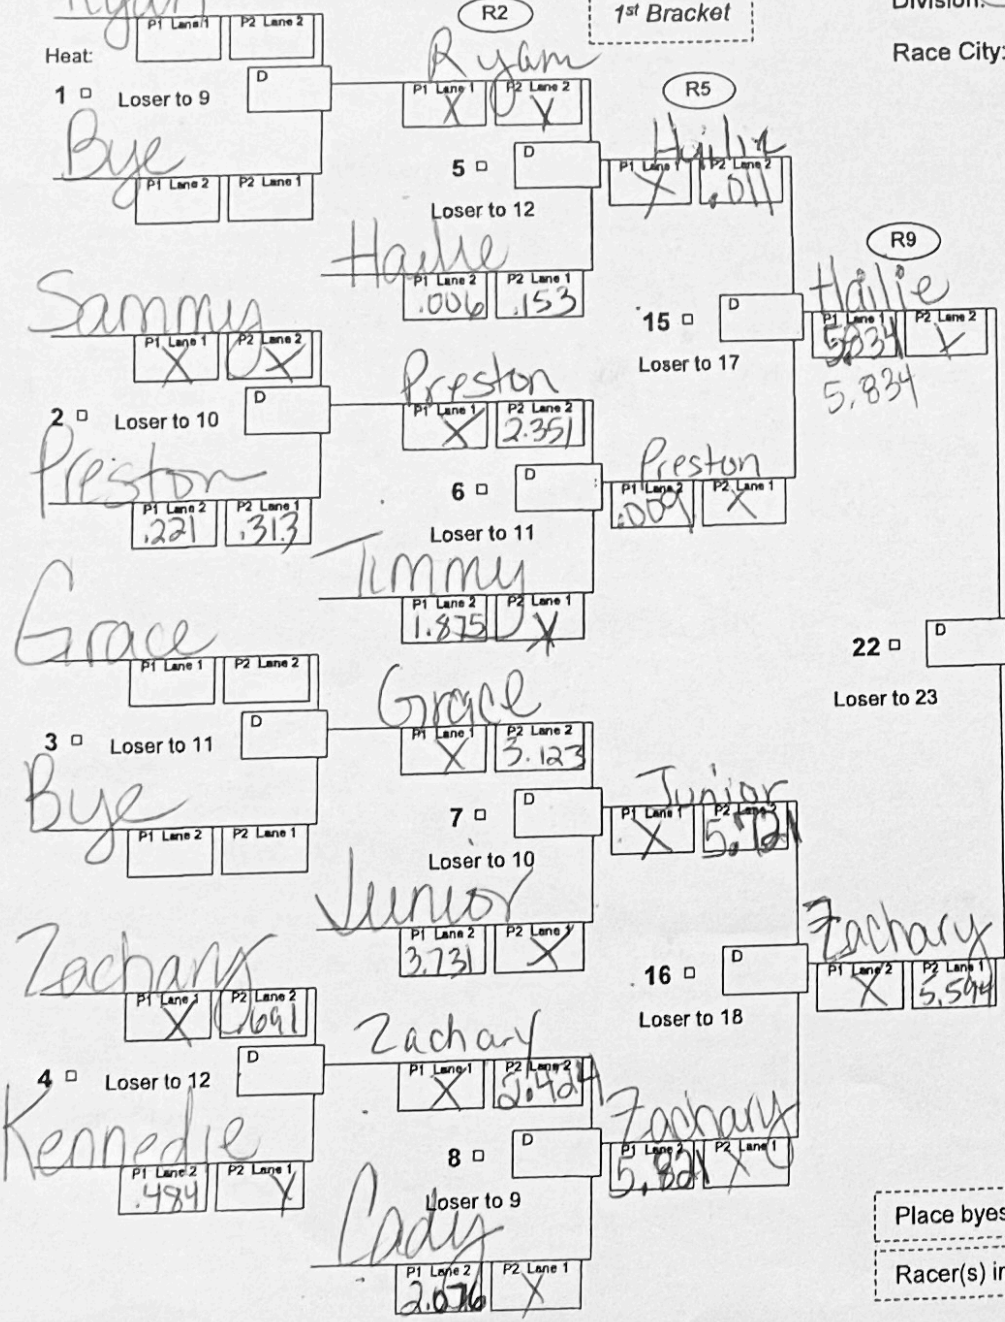 Ryan
P1 Lane 1 P2 Lane 2
R2
1st Bracket
Division:
Heat:
Race City:
Ryan
P1 Lane 1 P2 Lane 2
X X
D
1 Loser to 9
Bye
P1 Lane 2 P2 Lane 1
R5
D
5
Loser to 12
Hailie
P1 Lane 1 P2 Lane 2
X .011
Hailie
P1 Lane 2 P2 Lane 1
.006 .153
R9
Sammy
P1 Lane 1 P2 Lane 2
X X
D
15
Loser to 17
Hailie
P1 Lane 1 P2 Lane 2
5.834 X
5.834
D
2 Loser to 10
Preston
P1 Lane 2 P2 Lane 1
.221 .313
Preston
P1 Lane 1 P2 Lane 2
X 2.351
D
6
Loser to 11
Preston
P1 Lane 2 P2 Lane 1
.009 X
Timmy
P1 Lane 2 P2 Lane 1
1.875 X
Grace
P1 Lane 1 P2 Lane 2
D
22
Loser to 23
D
3 Loser to 11
Bye
P1 Lane 2 P2 Lane 1
Grace
P1 Lane 1 P2 Lane 2
X 3.123
D
7
Loser to 10
Junior
P1 Lane 1 P2 Lane 2
X 5.721
Junior
P1 Lane 2 P2 Lane 1
3.731 X
Zachary
P1 Lane 1 P2 Lane 2
X .691
D
16
Loser to 18
Zachary
P1 Lane 2 P2 Lane 1
X 5.594
D
4 Loser to 12
Kennedie
P1 Lane 2 P2 Lane 1
.484 X
Zachary
P1 Lane 1 P2 Lane 2
X 2.424
D
8
Loser to 9
Zachary
P1 Lane 2 P2 Lane 1
5.821 X
Cady
P1 Lane 2 P2 Lane 1
2.076 X
Place byes
Racer(s) in